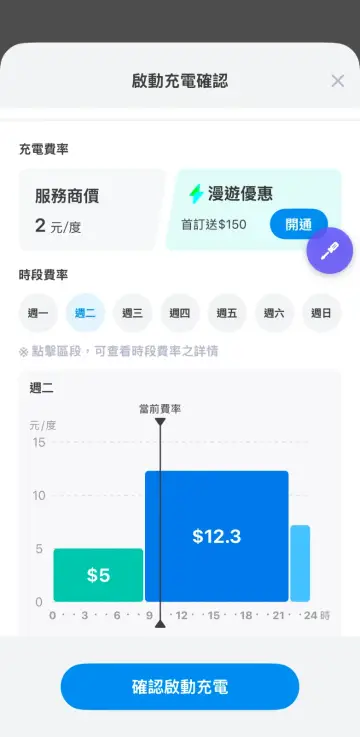 啟動充電確認
充電費率
服務商價
2 元/度
漫遊優惠
首訂送$150
開通
時段費率
週一 週二 週三 週四 週五 週六 週日
※ 點擊區段，可查看時段費率之詳情
週二
當前費率
元/度
15
10
5
0
$5
$12.3
0 · · 3 · · 6 · · 9 · · 12 · · 15 · · 18 · · 21 · · 24 時
確認啟動充電